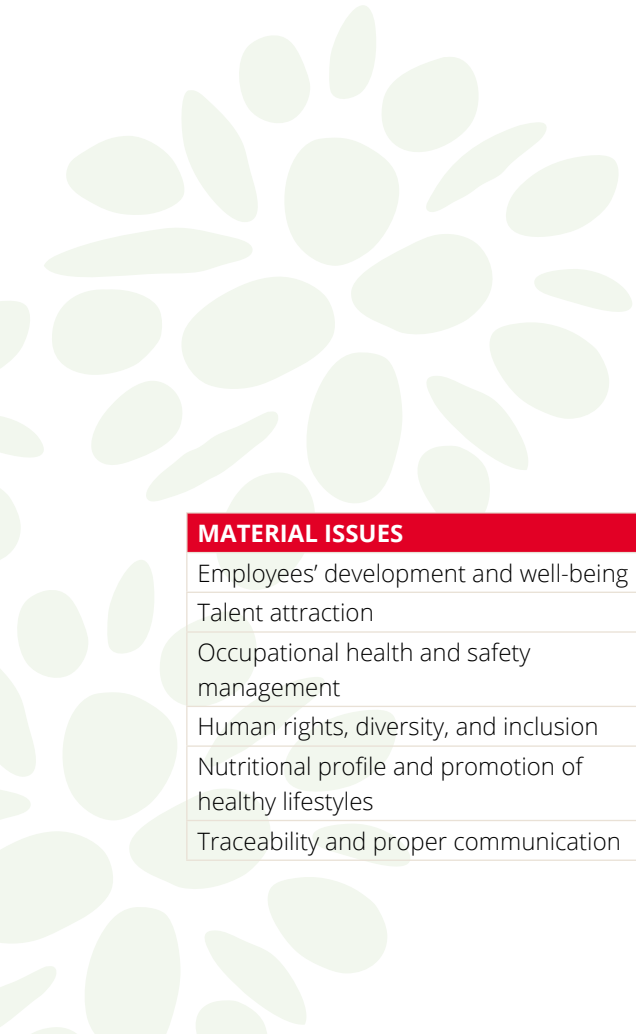 MATERIAL ISSUES
Employees’ development and well-being
Talent attraction
Occupational health and safety
management
Human rights, diversity, and inclusion
Nutritional profile and promotion of
healthy lifestyles
Traceability and proper communication